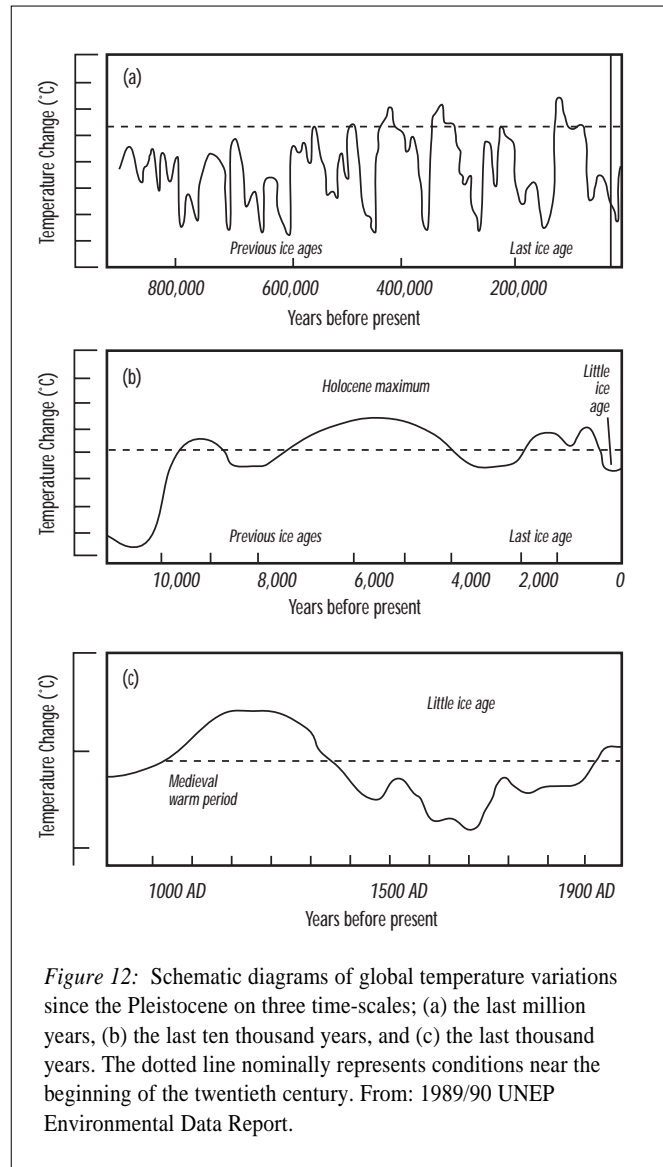 (a)
Temperature Change (˚C)
Previous ice ages
Last ice age
800,000
600,000
400,000
200,000
Years before present
(b)
Temperature Change (˚C)
Holocene maximum
Little
ice
age
Previous ice ages
Last ice age
10,000
8,000
6,000
4,000
2,000
0
Years before present
(c)
Temperature Change (˚C)
Little ice age
Medieval
warm period
1000 AD
1500 AD
1900 AD
Years before present
Figure 12: Schematic diagrams of global temperature variations
since the Pleistocene on three time-scales; (a) the last million
years, (b) the last ten thousand years, and (c) the last thousand
years. The dotted line nominally represents conditions near the
beginning of the twentieth century. From: 1989/90 UNEP
Environmental Data Report.